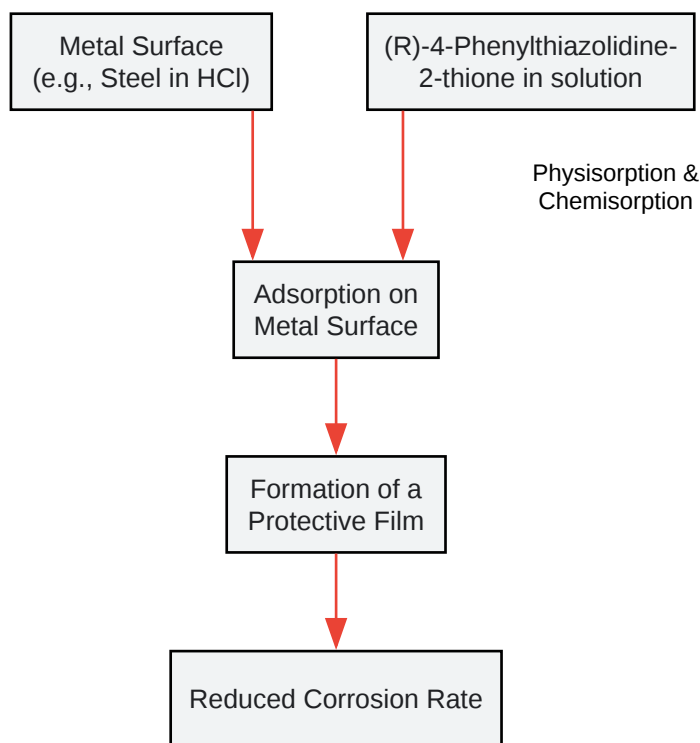 Metal Surface
(e.g., Steel in HCl)
(R)-4-Phenylthiazolidine-
2-thione in solution
Physisorption &
Chemisorption
Adsorption on
Metal Surface
Formation of a
Protective Film
Reduced Corrosion Rate